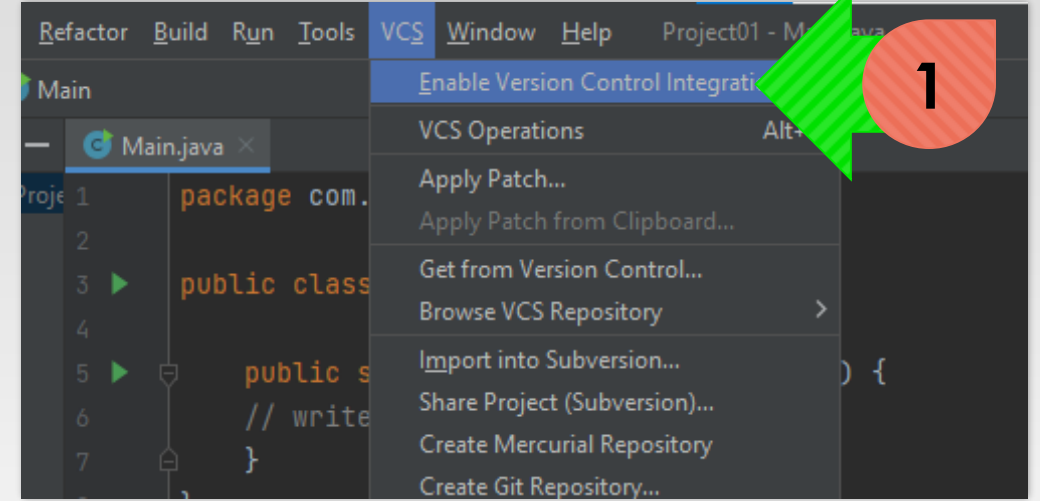 Refactor Build Run Tools VCS Window Help Project01 -
Main
Enable Version Control
Main.java
VCS Operations
1 package com.
Apply Patch...
2
Apply Patch from Clipboard...
3 public class
Get from Version Control...
4
Browse VCS Repository
5 public
Import into Subversion...
) {
6 // write
Share Project (Subversion)...
7 }
Create Mercurial Repository
Create Git Repository...
1